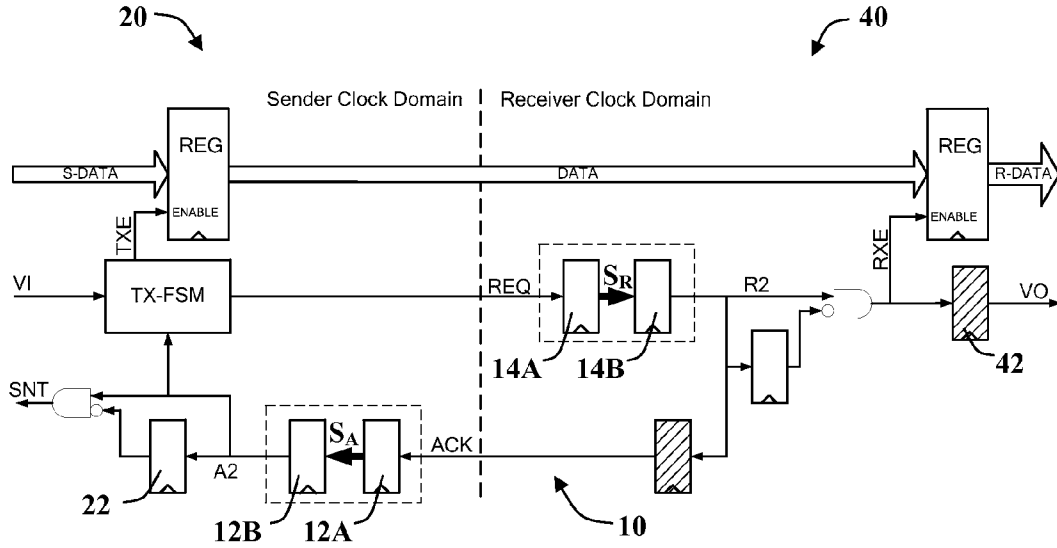 20
40
Sender Clock Domain
Receiver Clock Domain
REG
REG
S-DATA
DATA
R-DATA
ENABLE
ENABLE
TXE
RXE
VI
TX-FSM
REQ
SR
R2
VO
14A
14B
42
SNT
SA
ACK
A2
22
12B
12A
10